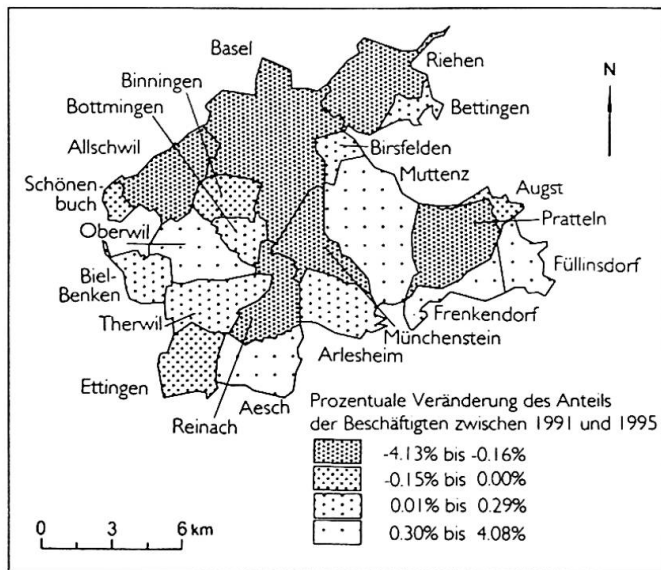 Basel
Riehen
Binningen
Bettingen
N
Bottmingen
Birsfelden
Allschwil
Muttenz
Augst
Schönen-
buch
Pratteln
Oberwil
Füllinsdorf
Biel-
Benken
Frenkendorf
Therwil
Münchenstein
Arlesheim
Ettingen
Aesch
Reinach
Prozentuale Veränderung des Anteils
der Beschäftigten zwischen 1991 und 1995
-4.13% bis -0.16%
-0.15% bis 0.00%
0.01% bis 0.29%
0.30% bis 4.08%
0 3 6 km